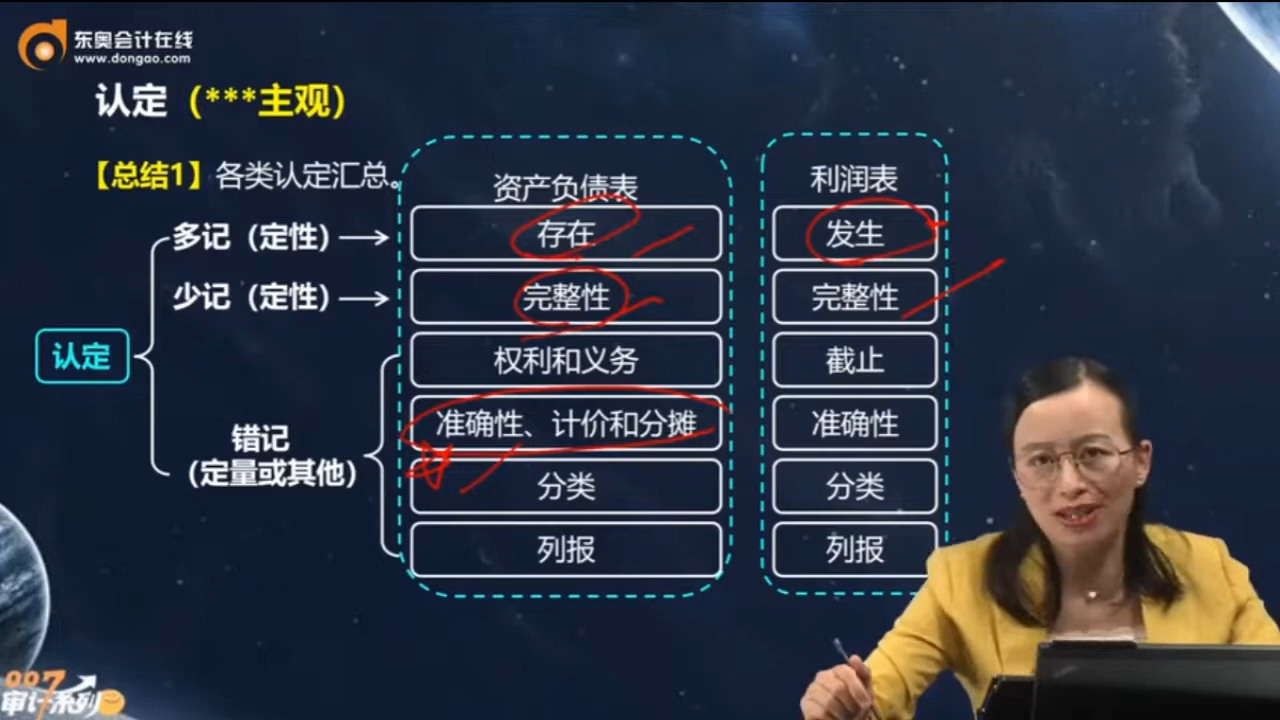 东奥会计在线
www.dongao.com
认定（***主观）
【总结1】各类认定汇总。
资产负债表
利润表
多记（定性）
存在
发生
少记（定性）
完整性
完整性
认定
权利和义务
截止
错记
（定量或其他）
准确性、计价和分摊
准确性
分类
分类
列报
列报
007
审计系列